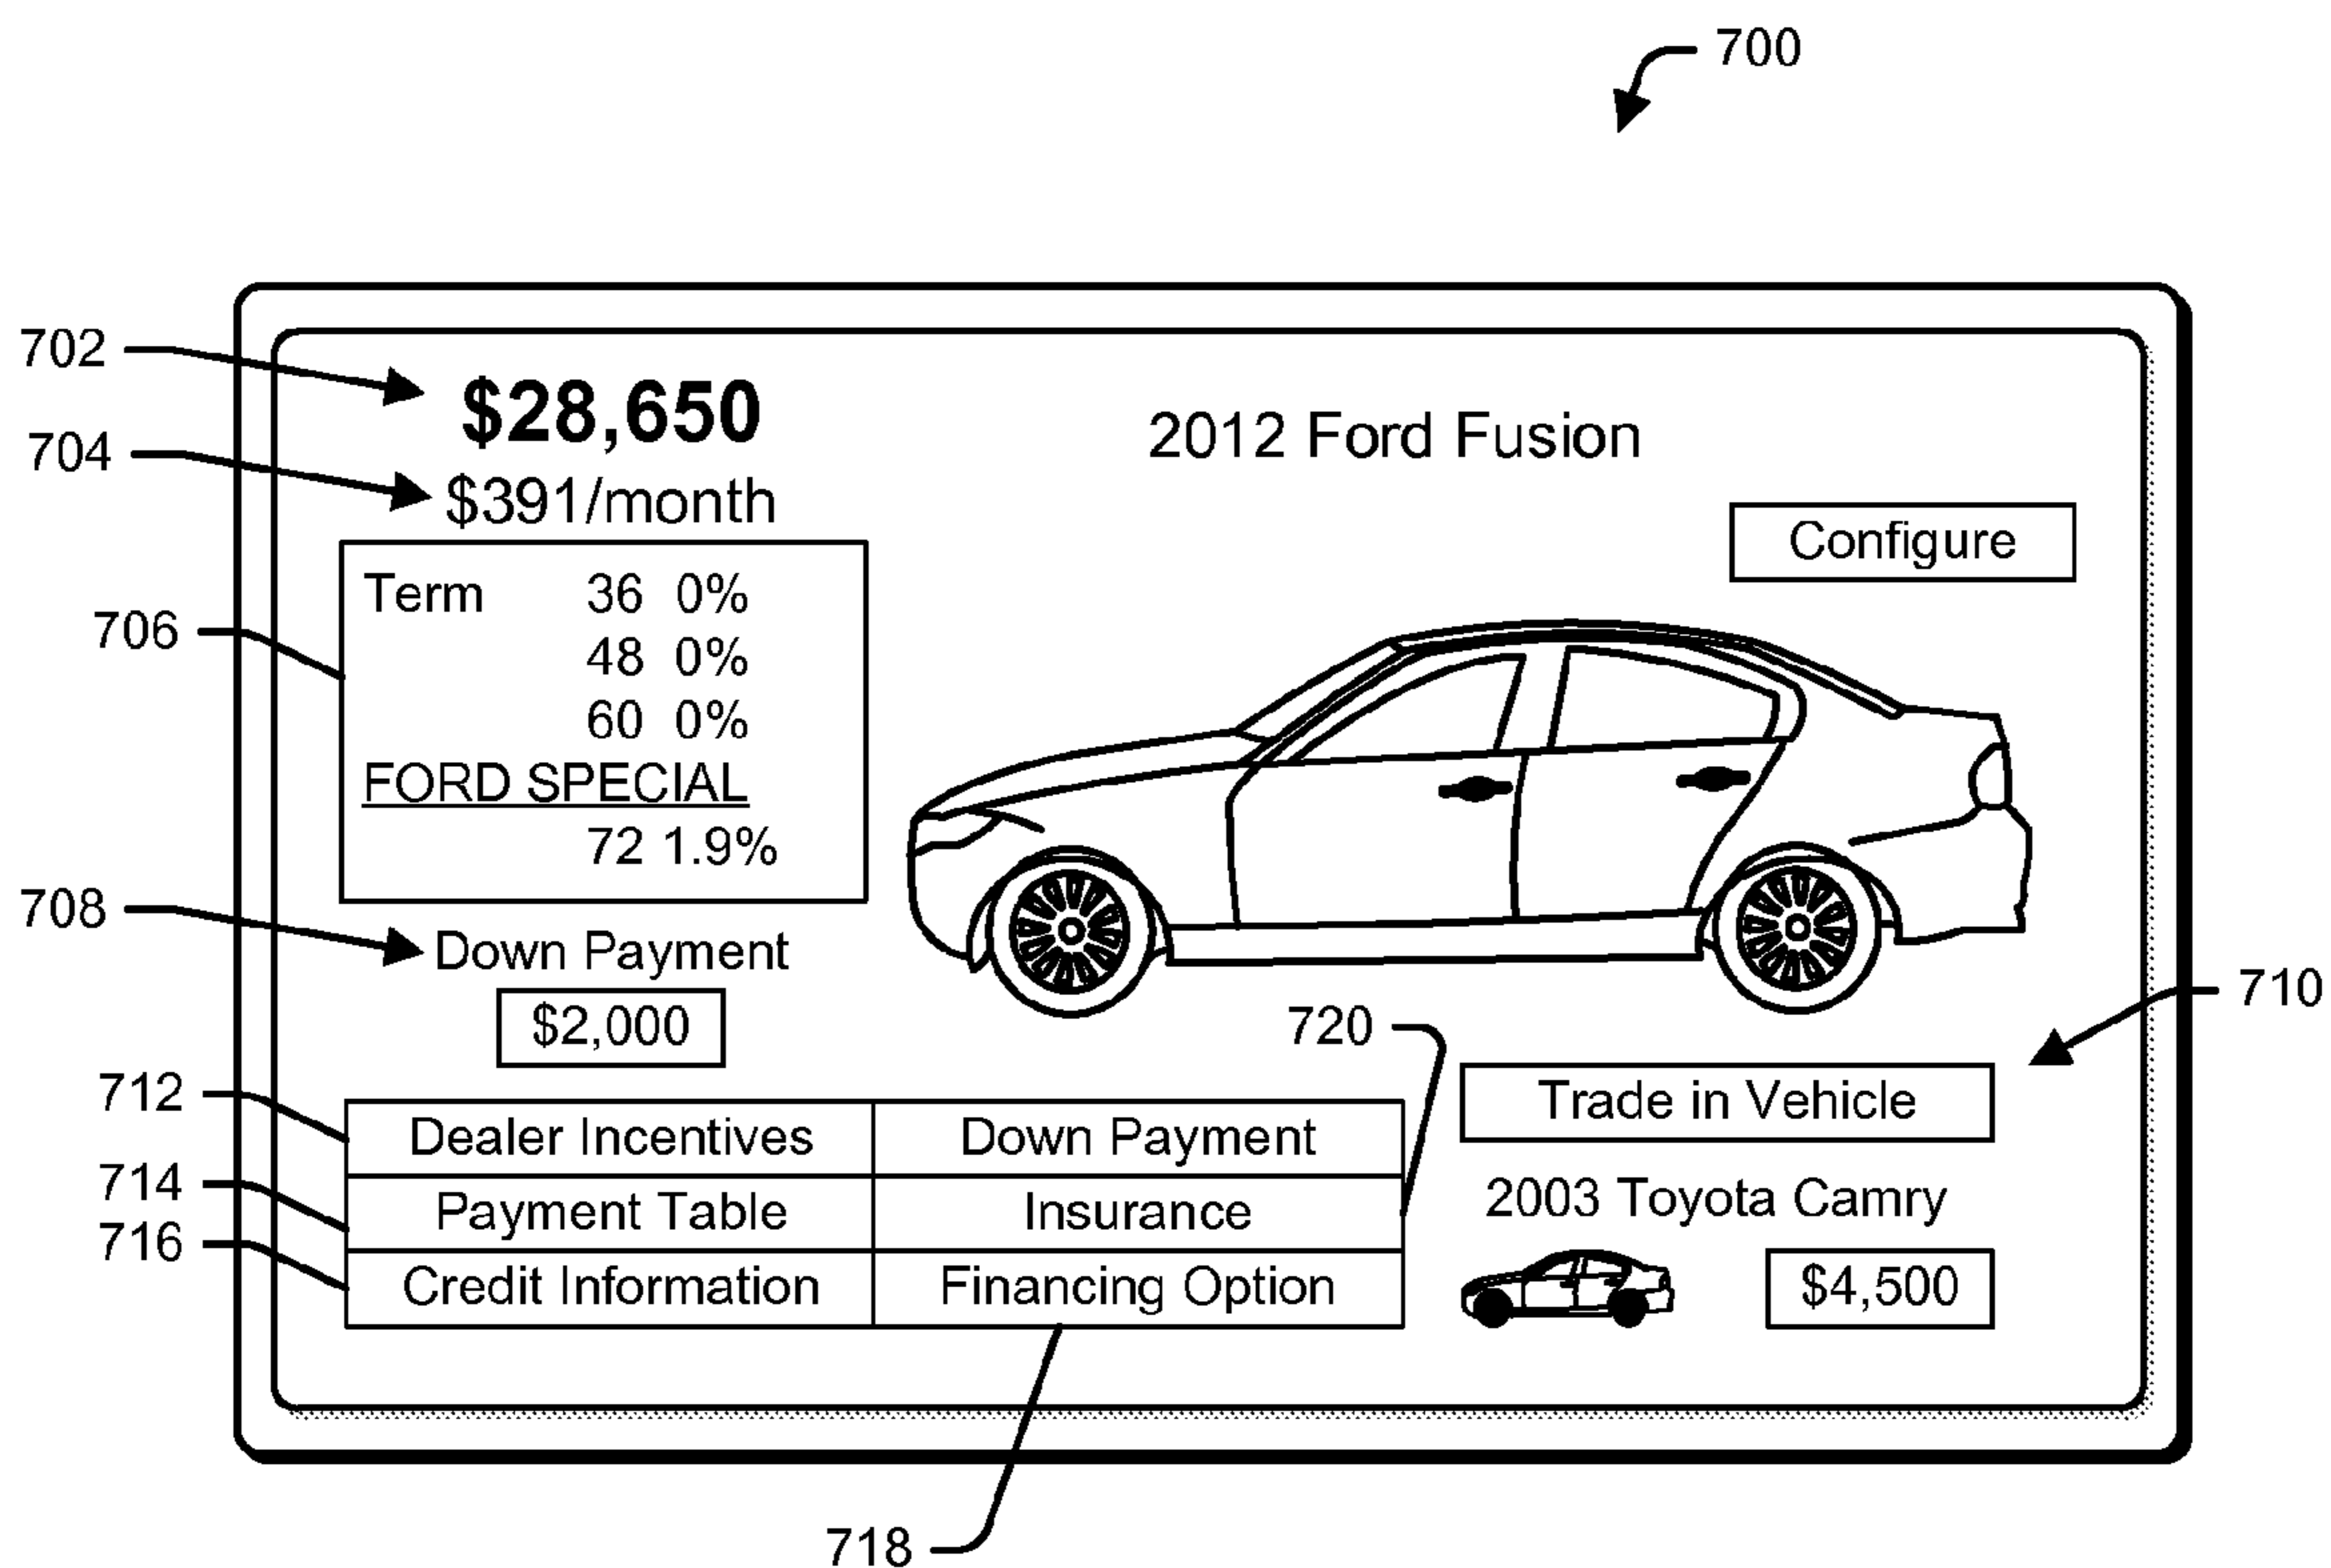 700
702
$28,650
704
$391/month
2012 Ford Fusion
Configure
706
Term 36 0%
48 0%
60 0%
FORD SPECIAL
72 1.9%
708
Down Payment
$2,000
710
720
Trade in Vehicle
2003 Toyota Camry
$4,500
712
Dealer Incentives Down Payment
714
Payment Table Insurance
716
Credit Information Financing Option
718